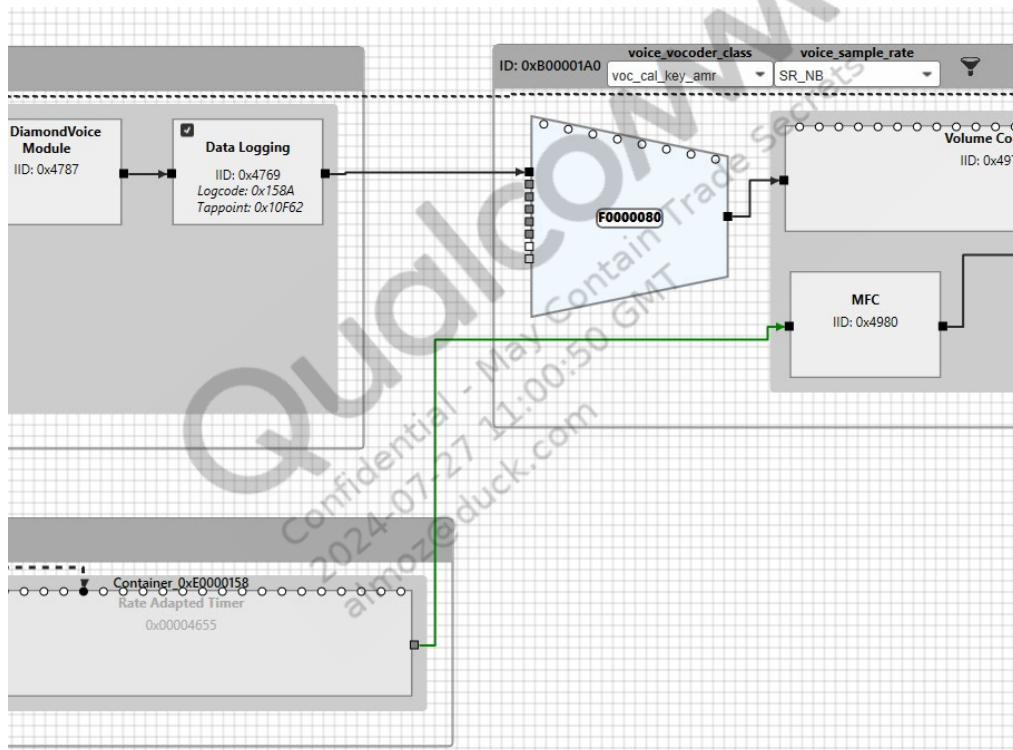 voice_vocoder_class
voice_sample_rate
ID: 0xB00001A0
voc_cal_key_amr
SR_NB
DiamondVoice
Module
IID: 0x4787
Data Logging
IID: 0x4769
Logcode: 0x158A
Tappoint: 0x10F62
F0000080
Volume Co
IID: 0x497
MFC
IID: 0x4980
Container_0xE0000158
Rate Adapted Timer
0x00004655
Qualcomm
Confidential - May Contain Trade Secrets
2024-07-27 11:00:50 GMT
almoz@duck.com